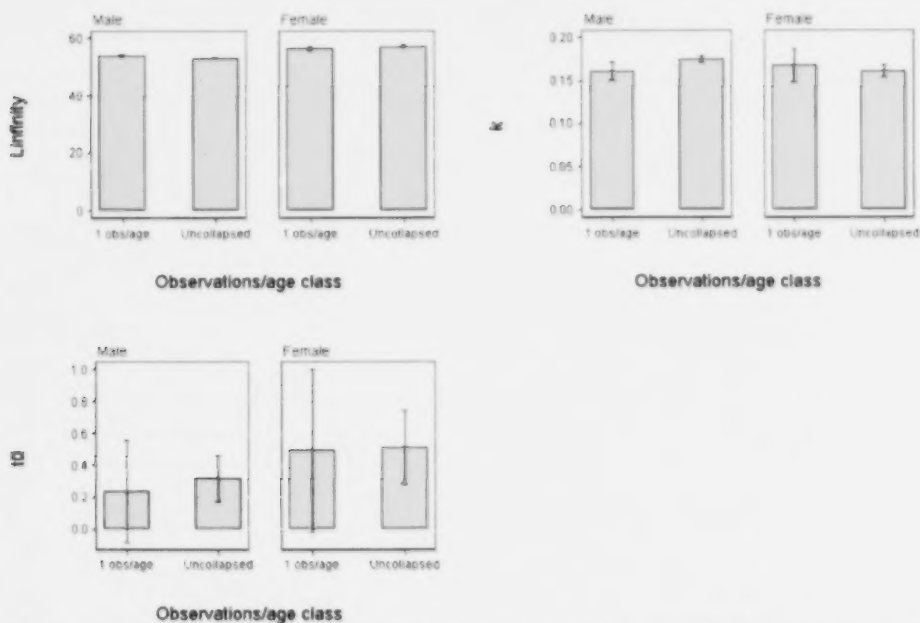 Male Female
60
40
20
0
Linfinity
1 obs/age Uncollapsed 1 obs/age Uncollapsed
Observations/age class
Male Female
0.20
0.15
0.10
0.05
0.00
k
1 obs/age Uncollapsed 1 obs/age Uncollapsed
Observations/age class
Male Female
1.0
0.8
0.6
0.4
0.2
0.0
t0
1 obs/age Uncollapsed 1 obs/age Uncollapsed
Observations/age class